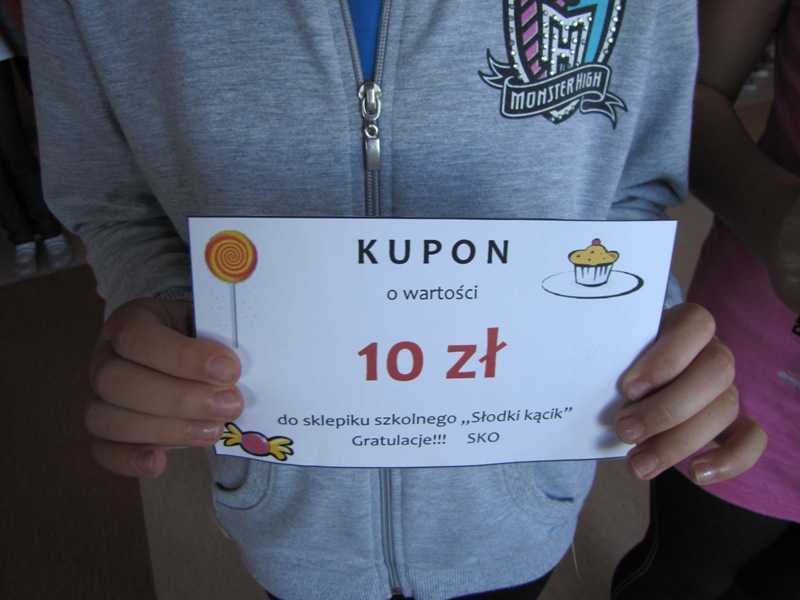 MONSTER HIGH
KUPON
o wartości
10 zł
do sklepiku szkolnego „Słodki kącik”
Gratulacje!!! SKO